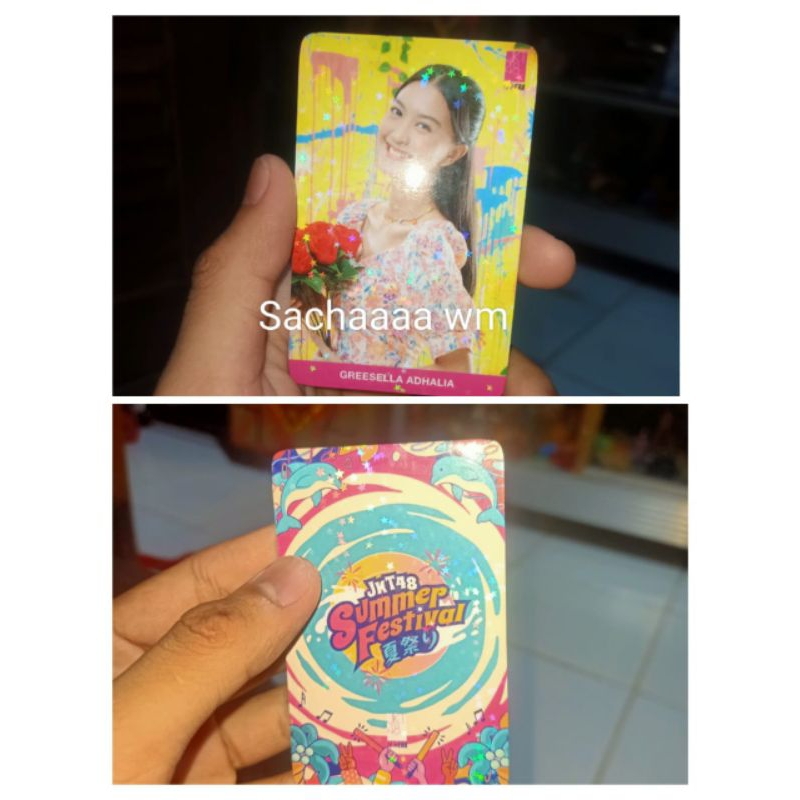 Sachaaaa wm
GREESELLA ADHALIA
JKT48
Summer
Festival
夏祭り